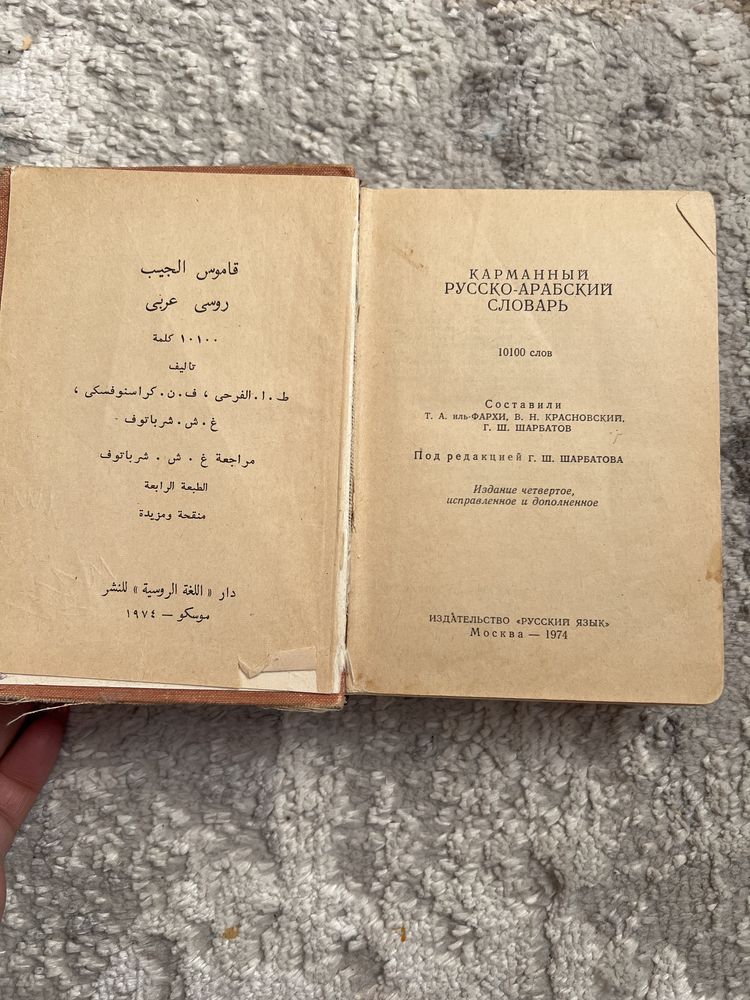 قاموس الجيب
روسى عربى
١٠١٠٠ كلمة
تاليف
ط.ا.الفرحى ، ف.ن.كراسنوفسكى ،
غ.ش.شرباتوف
مراجعة غ . ش . شرباتوف
الطبعة الرابعة
منقحة ومزيدة
دار «اللغة الروسية» للنشر
موسكو — ١٩٧٤
КАРМАННЫЙ
РУССКО-АРАБСКИЙ
СЛОВАРЬ
10100 слов
Составили
Т. А. иль-ФАРХИ, В. Н. КРАСНОВСКИЙ,
Г. Ш. ШАРБАТОВ
Под редакцией Г. Ш. ШАРБАТОВА
Издание четвертое,
исправленное и дополненное
ИЗДАТЕЛЬСТВО «РУССКИЙ ЯЗЫК»
Москва — 1974